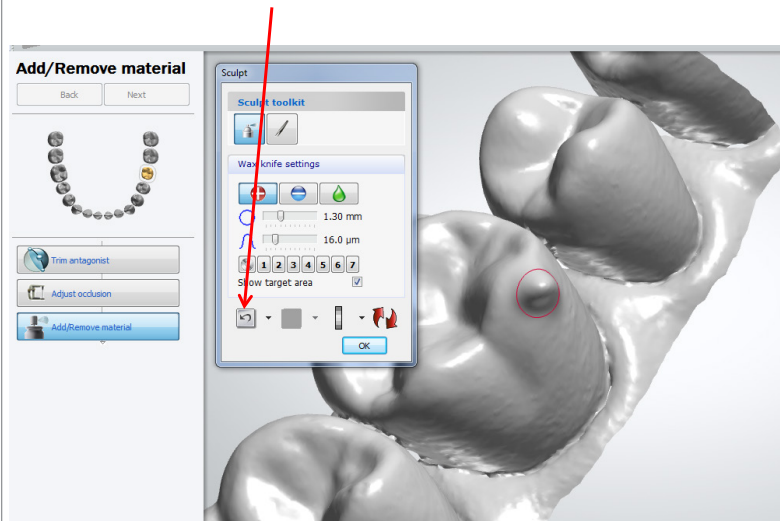 Add/Remove material
Back Next
Trim antagonist
Adjust occlusion
Add/Remove material
Sculpt
Sculpt toolkit
Wax knife settings
1.30 mm
16.0 µm
1 2 3 4 5 6 7
Show target area
OK